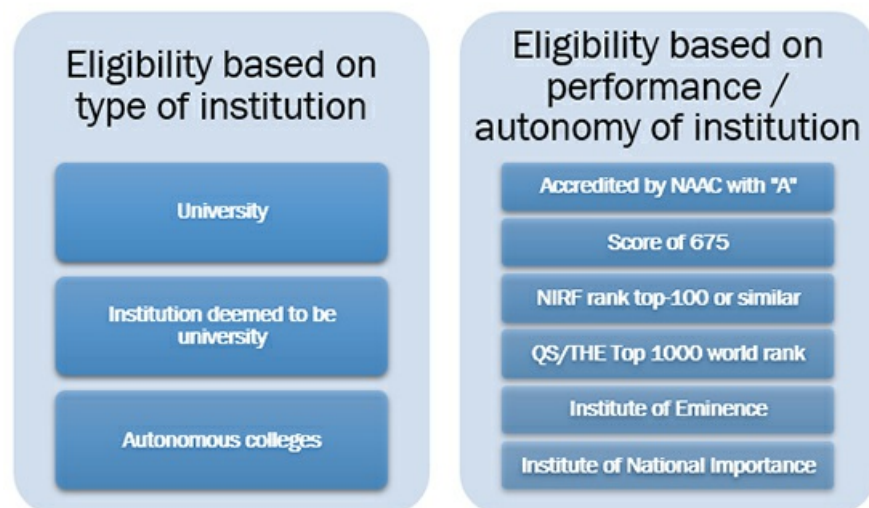 Eligibility based on
type of institution
University
Institution deemed to be
university
Autonomous colleges
Eligibility based on
performance /
autonomy of institution
Accredited by NAAC with "A"
Score of 675
NIRF rank top-100 or similar
QS/THE Top 1000 world rank
Institute of Eminence
Institute of National Importance